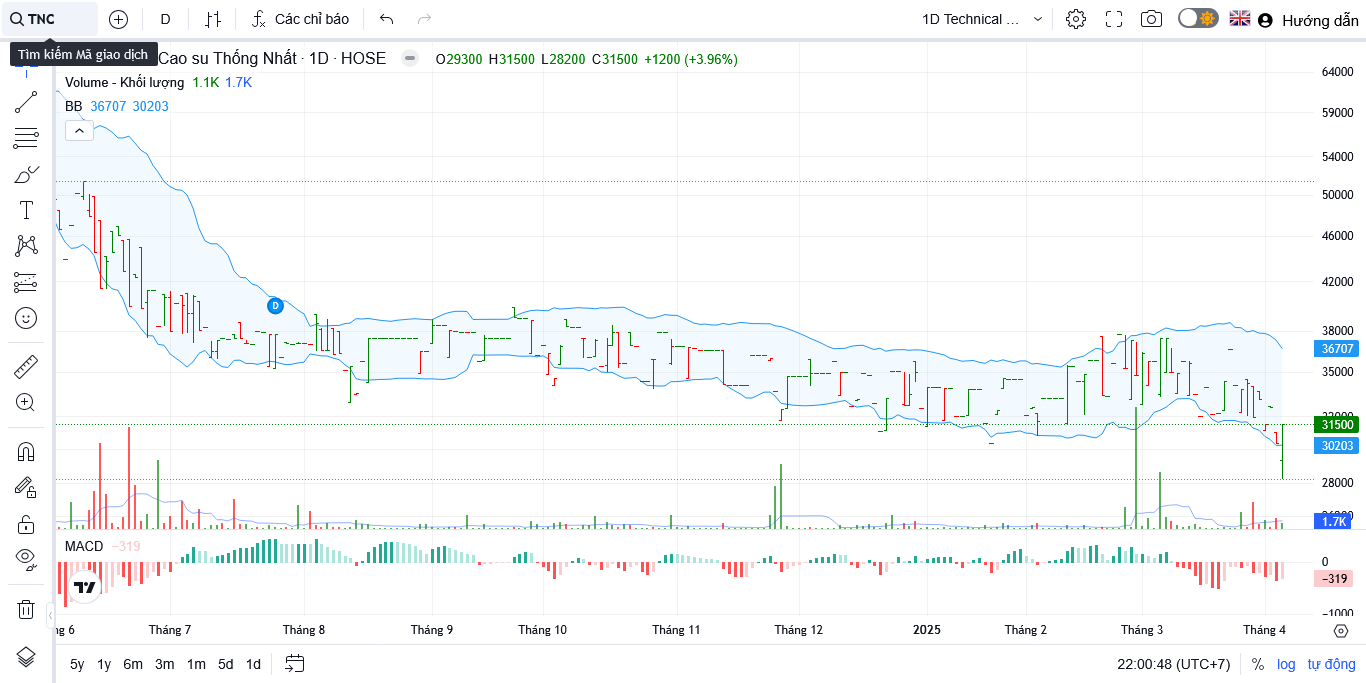 TNC
D
Các chỉ báo
1D Technical ...
Hướng dẫn
Tìm kiếm Mã giao dịch
Cao su Thống Nhất · 1D · HOSE
O29300 H31500 L28200 C31500 +1200 (+3.96%)
Volume - Khối lượng 1.1K 1.7K
BB 36707 30203
64000
59000
54000
50000
46000
42000
D
38000
36707
35000
31500
30203
28000
1.7K
MACD −319
0
−319
−1000
ng 6
Tháng 7
Tháng 8
Tháng 9
Tháng 10
Tháng 11
Tháng 12
2025
Tháng 2
Tháng 3
Tháng 4
5y 1y 6m 3m 1m 5d 1d
22:00:48 (UTC+7)
%
log
tự động